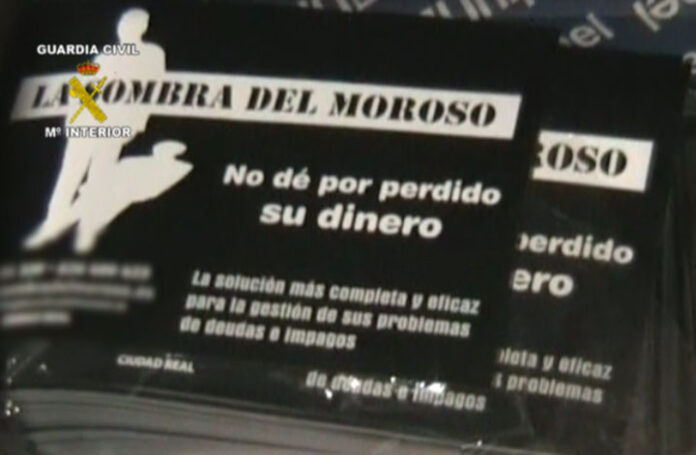 GUARDIA CIVIL
Mº INTERIOR
LA SOMBRA DEL MOROSO
No dé por perdido
su dinero
La solución más completa y eficaz
para la gestión de sus problemas
de deudas e impagos
CIUDAD REAL
ROSO
perdido
ero
pleta y eficaz
s problemas
de deudas e impagos